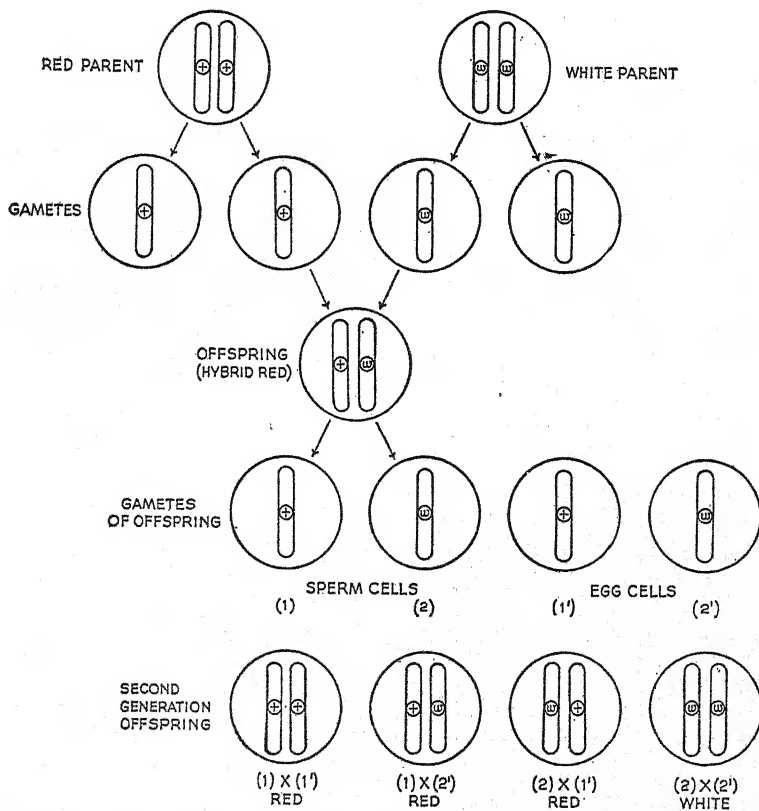 RED PARENT
+ +
WHITE PARENT
w w
GAMETES
+
+
w
w
OFFSPRING
(HYBRID RED)
+ w
GAMETES
OF OFFSPRING
+
w
+
w
SPERM CELLS
EGG CELLS
(1)
(2)
(1')
(2')
SECOND
GENERATION
OFFSPRING
+ +
+ w
w +
w w
(1) X (1')
RED
(1) X (2')
RED
(2) X (1')
RED
(2) X (2')
WHITE